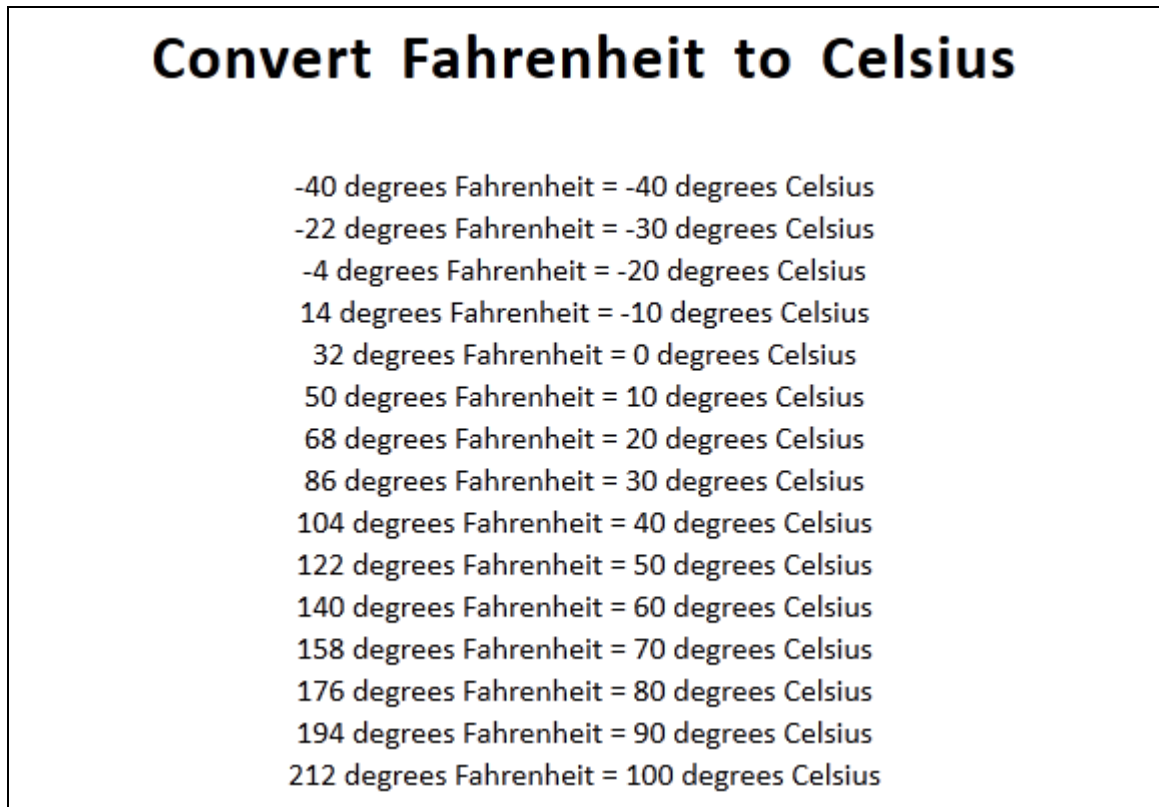 Convert Fahrenheit to Celsius
-40 degrees Fahrenheit = -40 degrees Celsius
-22 degrees Fahrenheit = -30 degrees Celsius
-4 degrees Fahrenheit = -20 degrees Celsius
14 degrees Fahrenheit = -10 degrees Celsius
32 degrees Fahrenheit = 0 degrees Celsius
50 degrees Fahrenheit = 10 degrees Celsius
68 degrees Fahrenheit = 20 degrees Celsius
86 degrees Fahrenheit = 30 degrees Celsius
104 degrees Fahrenheit = 40 degrees Celsius
122 degrees Fahrenheit = 50 degrees Celsius
140 degrees Fahrenheit = 60 degrees Celsius
158 degrees Fahrenheit = 70 degrees Celsius
176 degrees Fahrenheit = 80 degrees Celsius
194 degrees Fahrenheit = 90 degrees Celsius
212 degrees Fahrenheit = 100 degrees Celsius